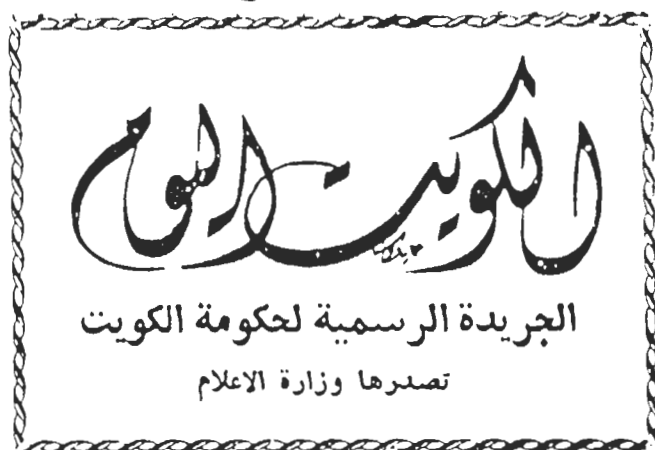 الكويت اليوم
الجريدة الرسمية لحكومة الكويت
تصدرها وزارة الاعلام